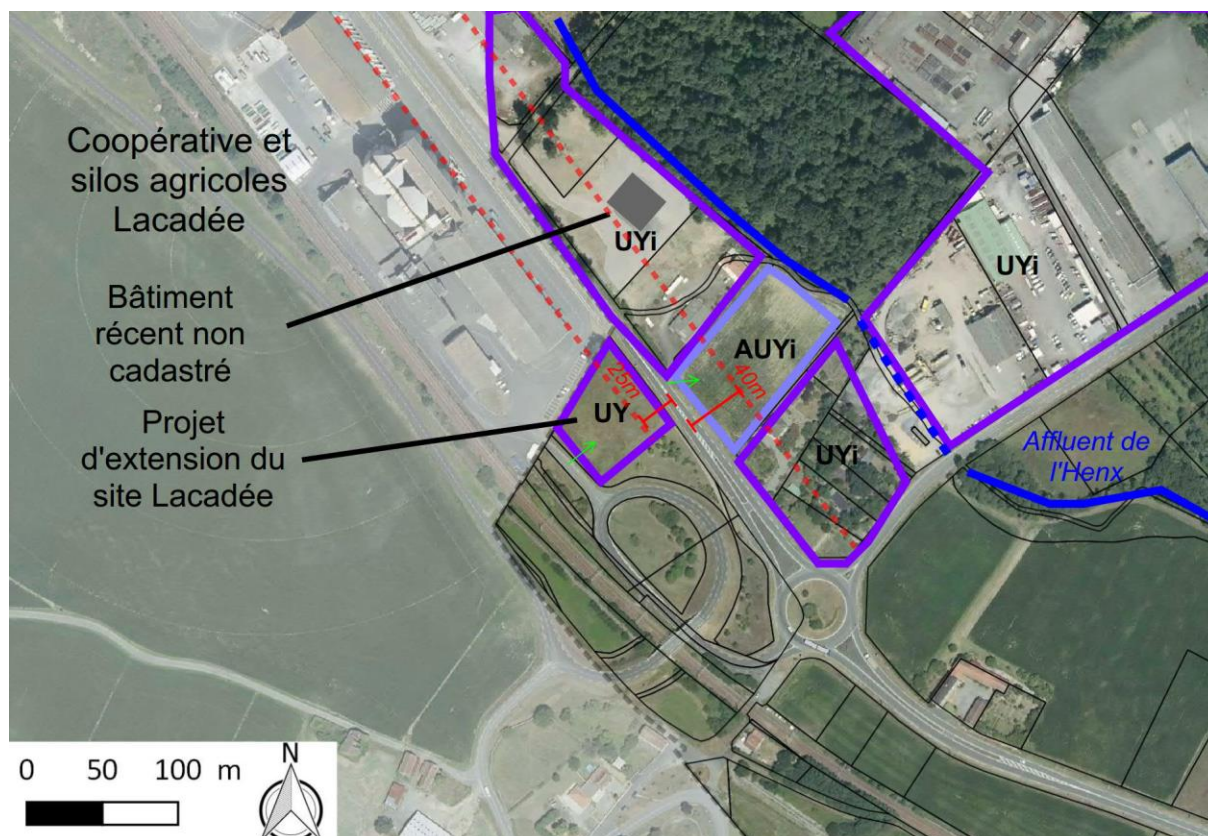 Coopérative et
silos agricoles
Lacadée
Bâtiment
récent non
cadastré
Projet
d'extension du
site Lacadée
UYi
UYi
AUYi
25m
40m
UY
UYi
Affluent de
l'Henx
0 50 100 m
N